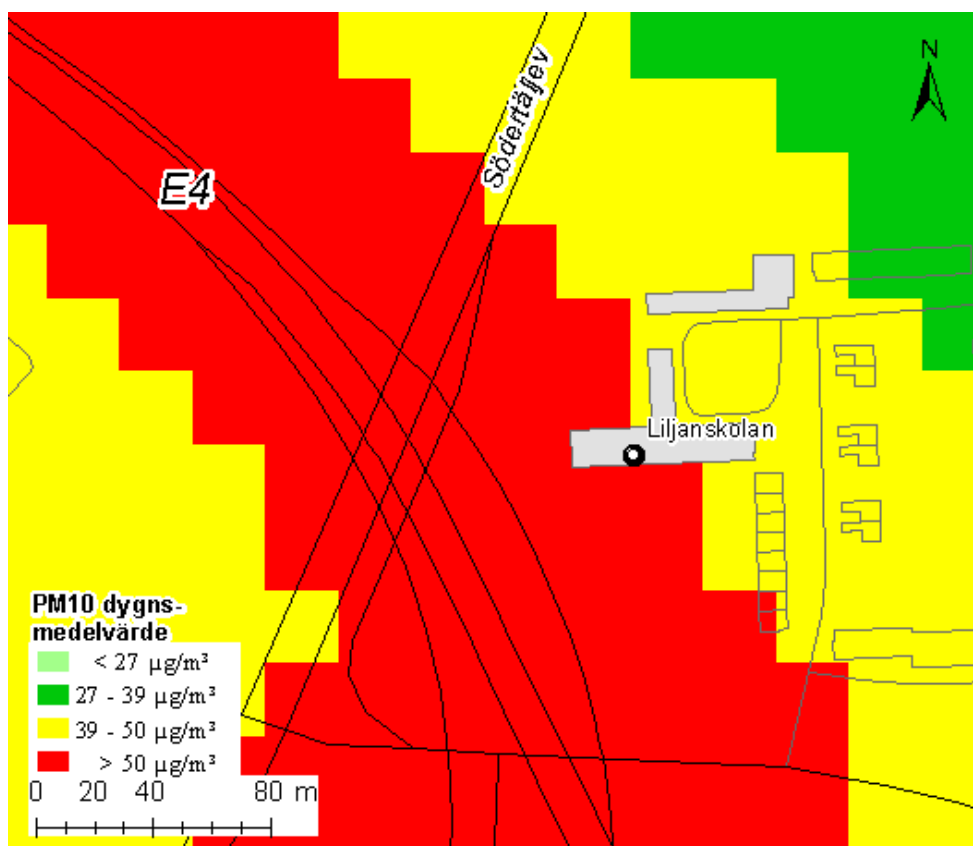 N
Södertäljev
E4
Liljanskolan
PM10 dygns-
medelvärde
< 27 µg/m³
27 - 39 µg/m³
39 - 50 µg/m³
> 50 µg/m³
0 20 40 80 m